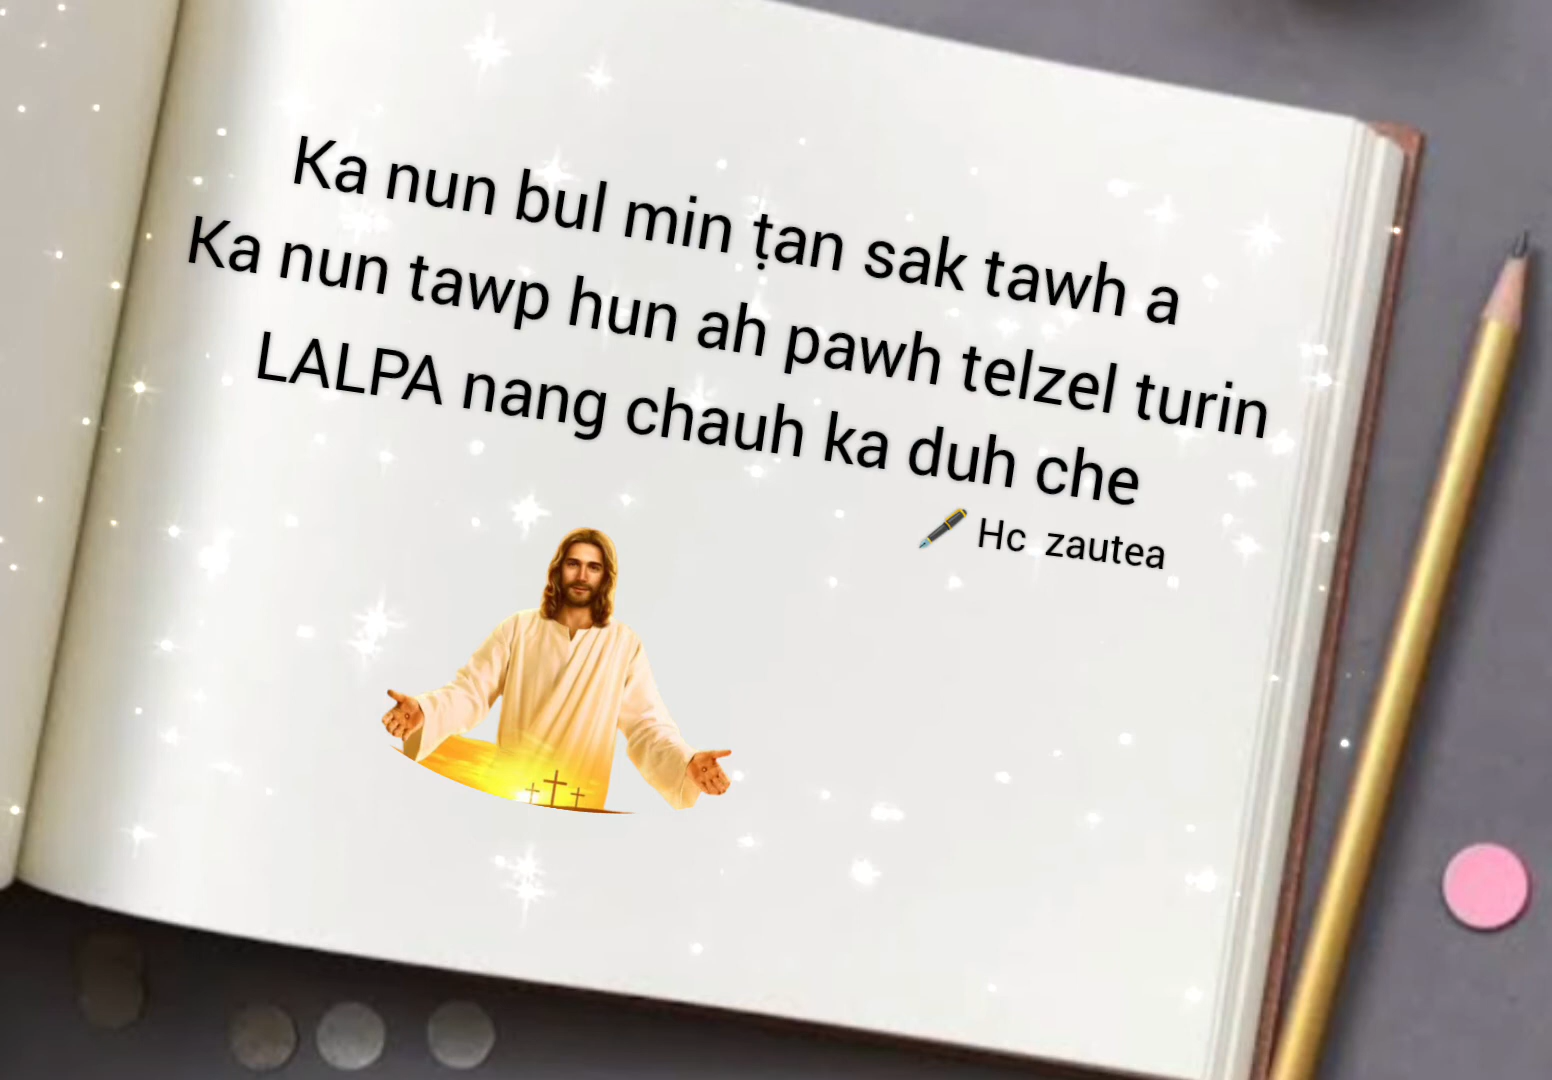 Ka nun bul min ṭan sak tawh a
Ka nun tawp hun ah pawh telzel turin
LALPA nang chauh ka duh che
Hc zautea